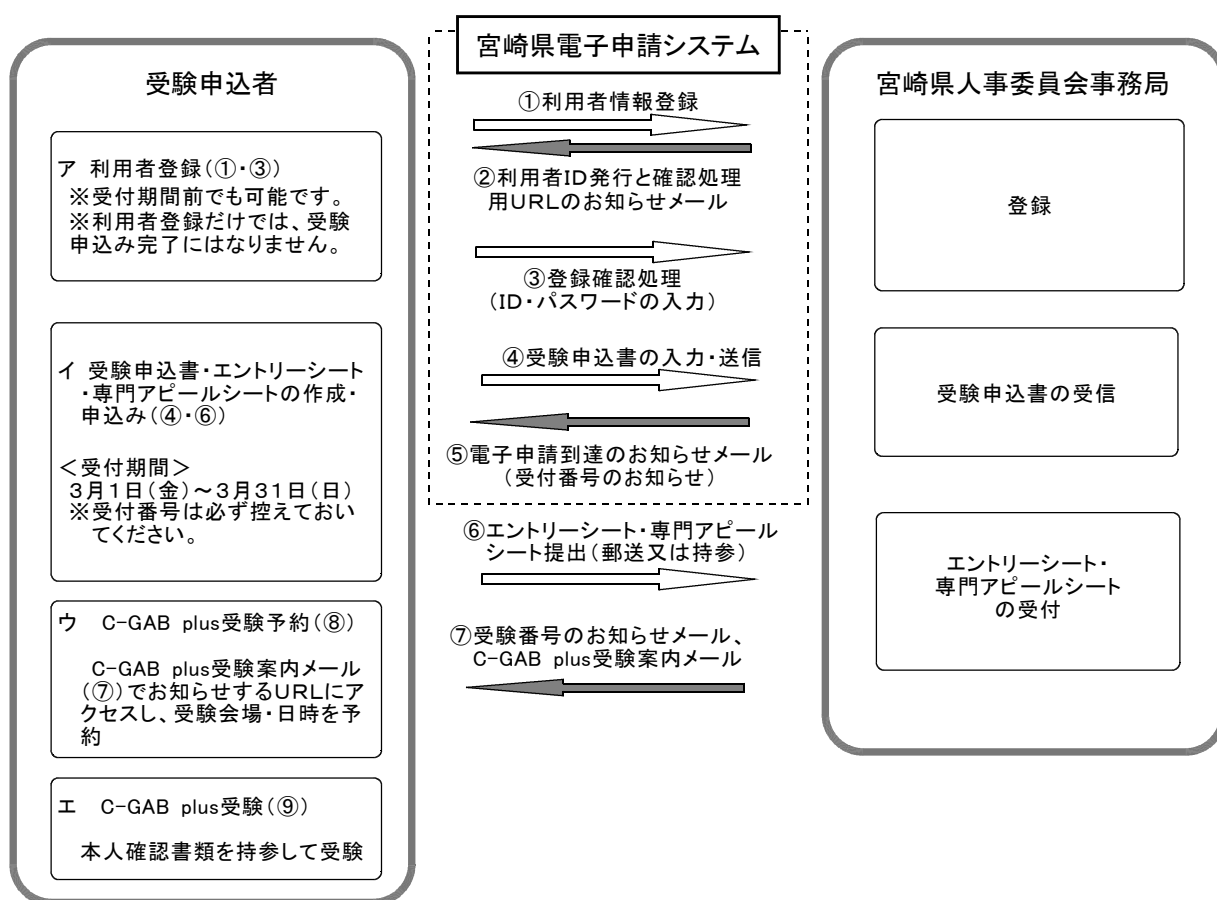 宮崎県電子申請システム
受験申込者
ア 利用者登録(①・③)
※受付期間前でも可能です。
※利用者登録だけでは、受験
申込み完了にはなりません。
イ 受験申込書・エントリーシート
・専門アピールシートの作成・
申込み(④・⑥)
<受付期間>
3月1日(金)~3月31日(日)
※受付番号は必ず控えておい
てください。
ウ C-GAB plus受験予約(⑧)
C-GAB plus受験案内メール
(⑦)でお知らせするURLにア
クセスし、受験会場・日時を予
約
エ C-GAB plus受験(⑨)
本人確認書類を持参して受験
①利用者情報登録
②利用者ID発行と確認処理
用URLのお知らせメール
③登録確認処理
(ID・パスワードの入力)
④受験申込書の入力・送信
⑤電子申請到達のお知らせメール
(受付番号のお知らせ)
⑥エントリーシート・専門アピール
シート提出(郵送又は持参)
⑦受験番号のお知らせメール、
C-GAB plus受験案内メール
宮崎県人事委員会事務局
登録
受験申込書の受信
エントリーシート・
専門アピールシート
の受付